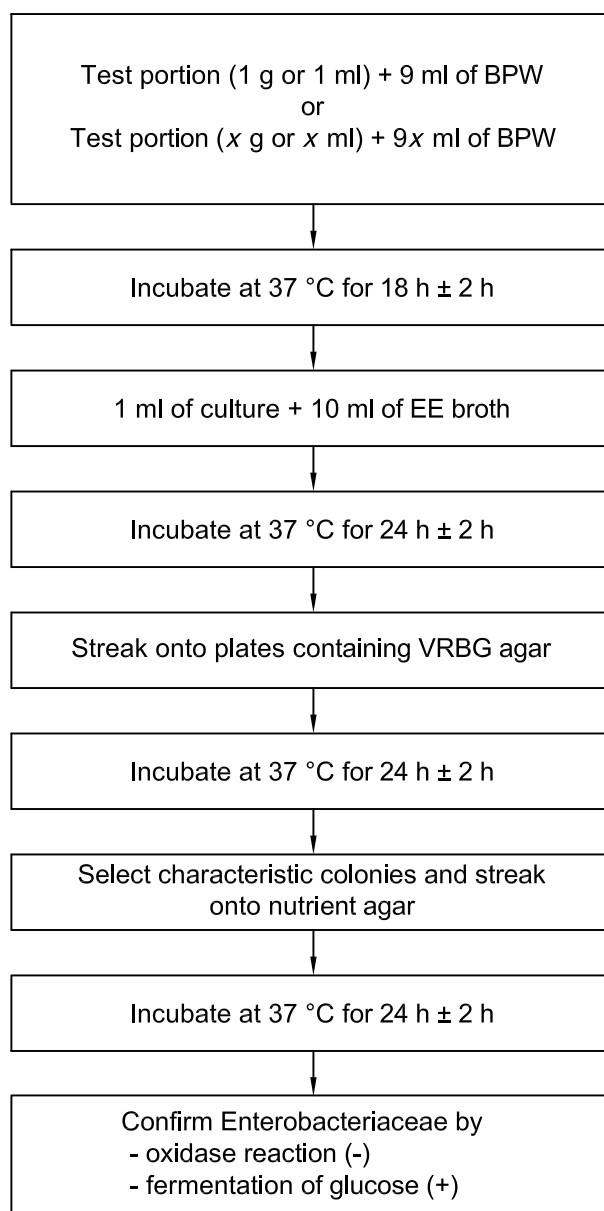 Test portion (1 g or 1 ml) + 9 ml of BPW
or
Test portion (x g or x ml) + 9x ml of BPW
Incubate at 37 °C for 18 h ± 2 h
1 ml of culture + 10 ml of EE broth
Incubate at 37 °C for 24 h ± 2 h
Streak onto plates containing VRBG agar
Incubate at 37 °C for 24 h ± 2 h
Select characteristic colonies and streak
onto nutrient agar
Incubate at 37 °C for 24 h ± 2 h
Confirm Enterobacteriaceae by
- oxidase reaction (-)
- fermentation of glucose (+)